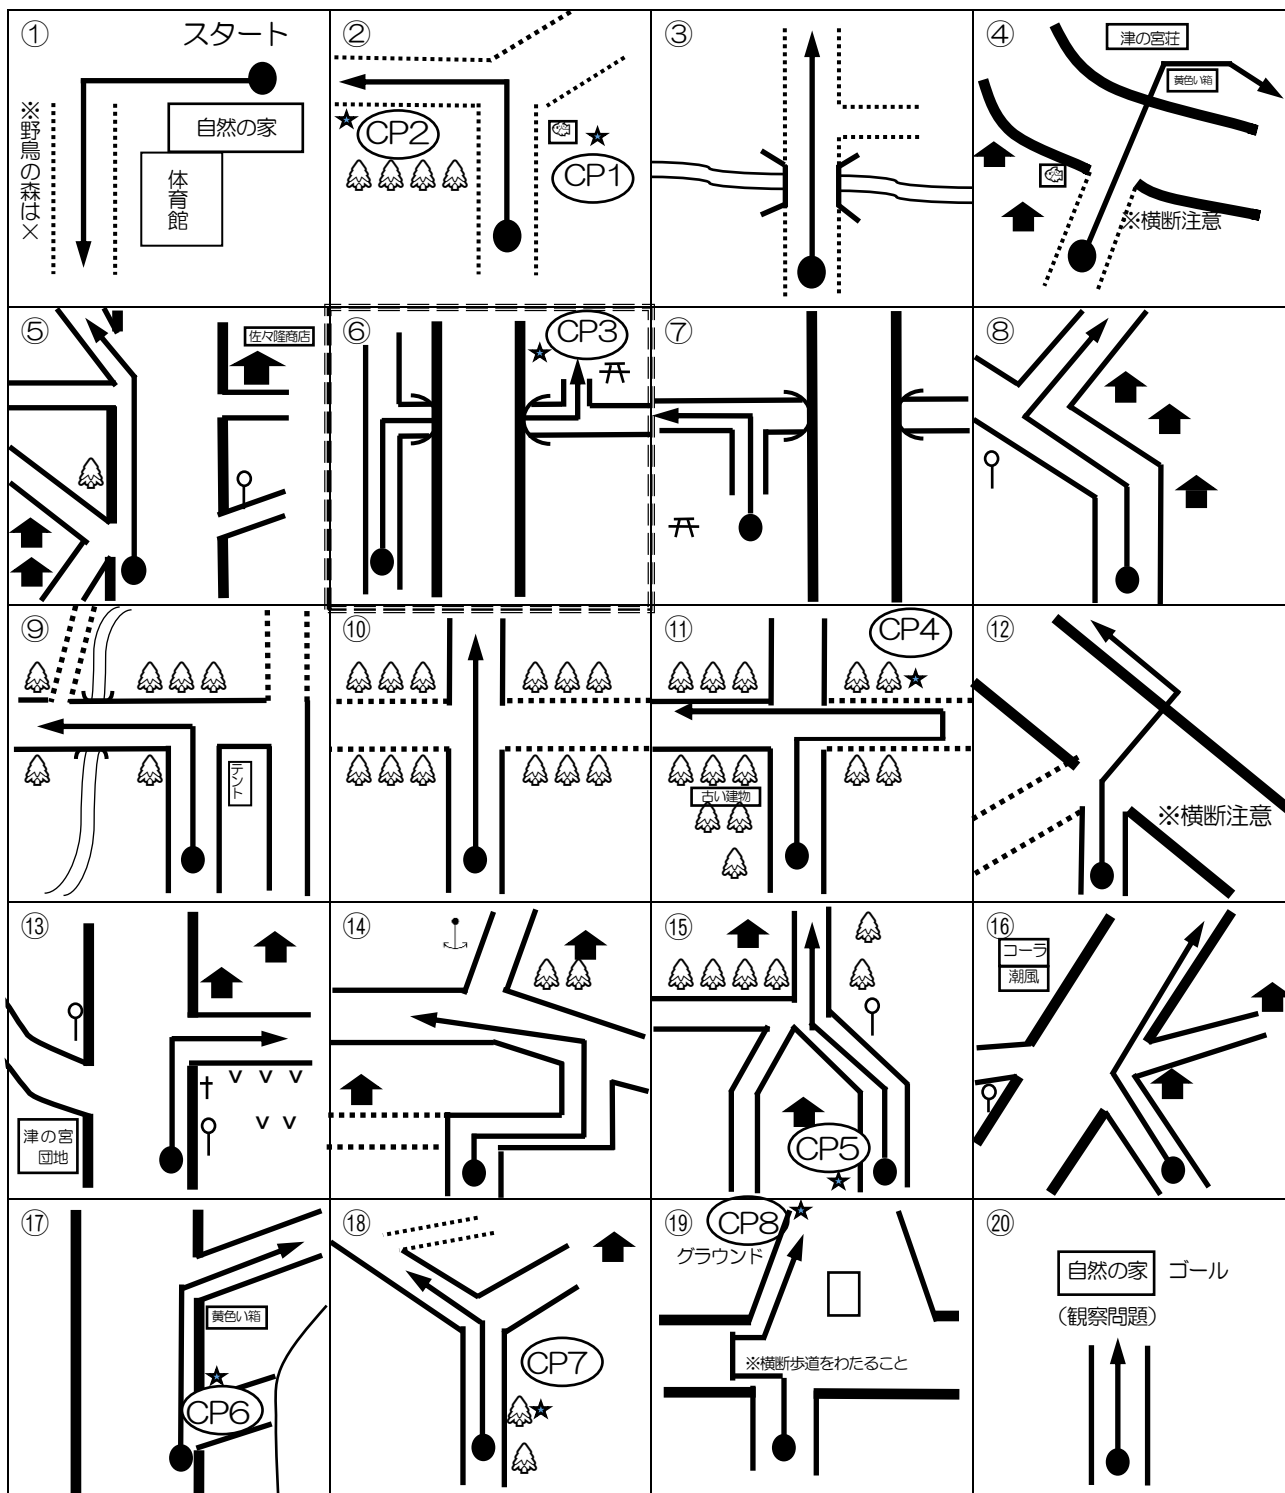 ① スタート
自然の家
体育館
※野鳥の森は×
②
CP2
CP1
③
④
津の宮荘
黄色い箱
※横断注意
⑤
佐々隆商店
⑥
CP3
⑦
⑧
⑨
テント
⑩
⑪
CP4
古い建物
⑫
※横断注意
⑬
津の宮
団地
⑭
⑮
CP5
⑯
コーラ
潮風
⑰
黄色い箱
CP6
⑱
CP7
⑲
CP8
グラウンド
※横断歩道をわたること
⑳
自然の家 ゴール
(観察問題)